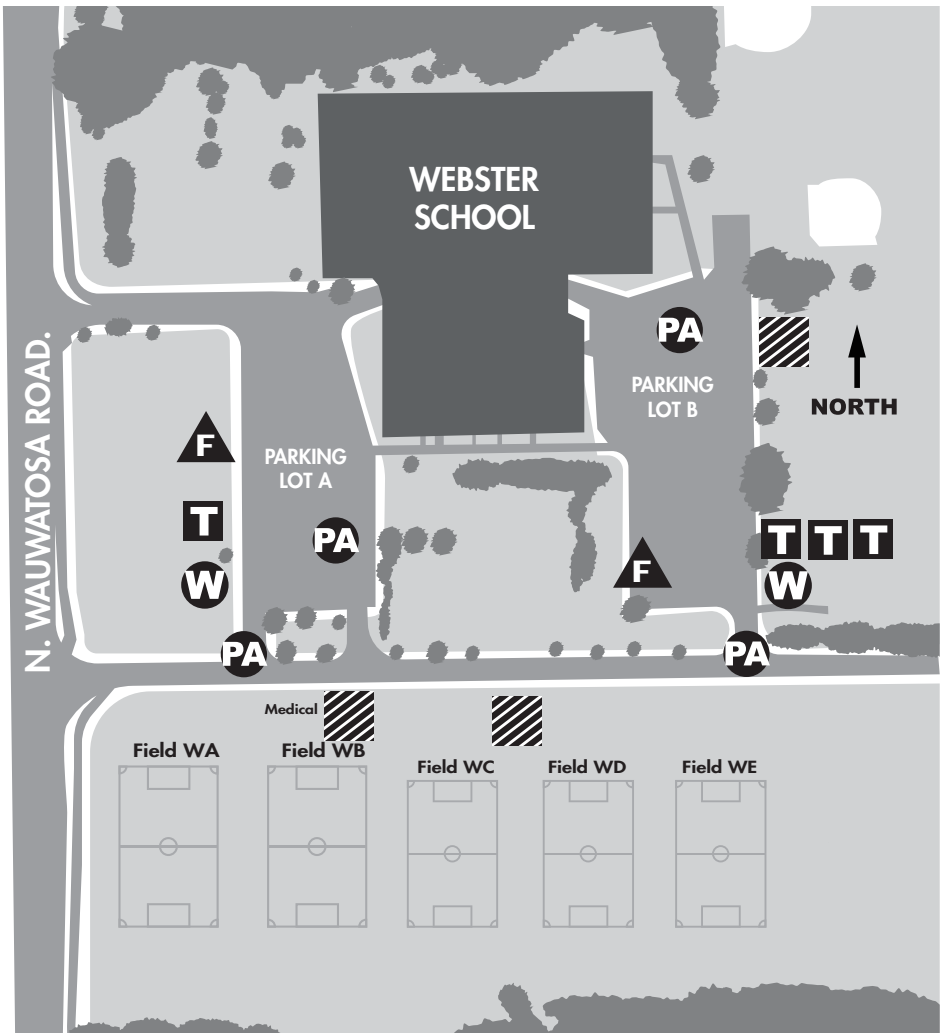 WEBSTER
SCHOOL
N. WAUWATOSA ROAD.
PA
PARKING
LOT B
NORTH
F
PARKING
LOT A
T
PA
T T T
F
W
W
PA
PA
Medical
Field WA
Field WB
Field WC
Field WD
Field WE